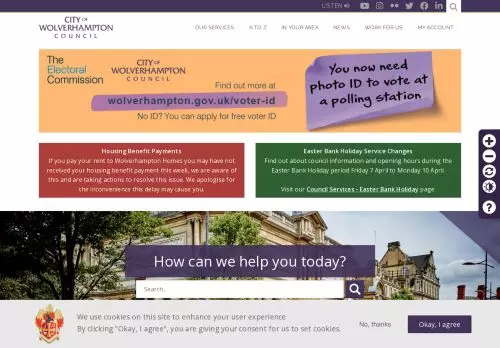 LISTEN
CITY OF
WOLVERHAMPTON
COUNCIL
OUR SERVICES
A TO Z
IN YOUR AREA
NEWS
WORK FOR US
MY ACCOUNT
The
Electoral
Commission
CITY OF
WOLVERHAMPTON
COUNCIL
Find out more at
wolverhampton.gov.uk/voter-id
No ID? You can apply for free voter ID
You now need
photo ID to vote at
a polling station
Housing Benefit Payments
If you pay your rent to Wolverhampton Homes you may have not
received your housing benefit payment this week, we are aware of
this and are taking actions to resolve this issue. We apologise for
the inconvenience this delay may cause you.
Easter Bank Holiday Service Changes
Find out about council information and opening hours during the
Easter Bank Holiday period Friday 7 April to Monday 10 April.
Visit our Council Services - Easter Bank Holiday page
How can we help you today?
Search..
We use cookies on this site to enhance your user experience
By clicking "Okay, I agree", you are giving your consent for us to set cookies.
No, thanks
Okay, I agree